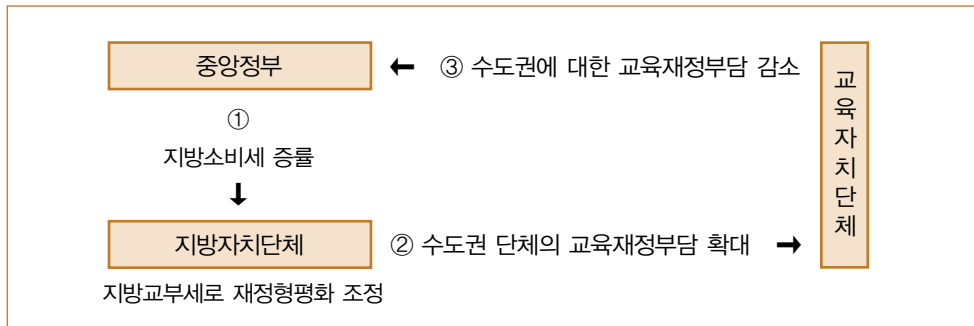 중앙정부
← ③ 수도권에 대한 교육재정부담 감소
교육자치단체
①
지방소비세 증률
↓
지방자치단체
② 수도권 단체의 교육재정부담 확대 →
지방교부세로 재정형평화 조정